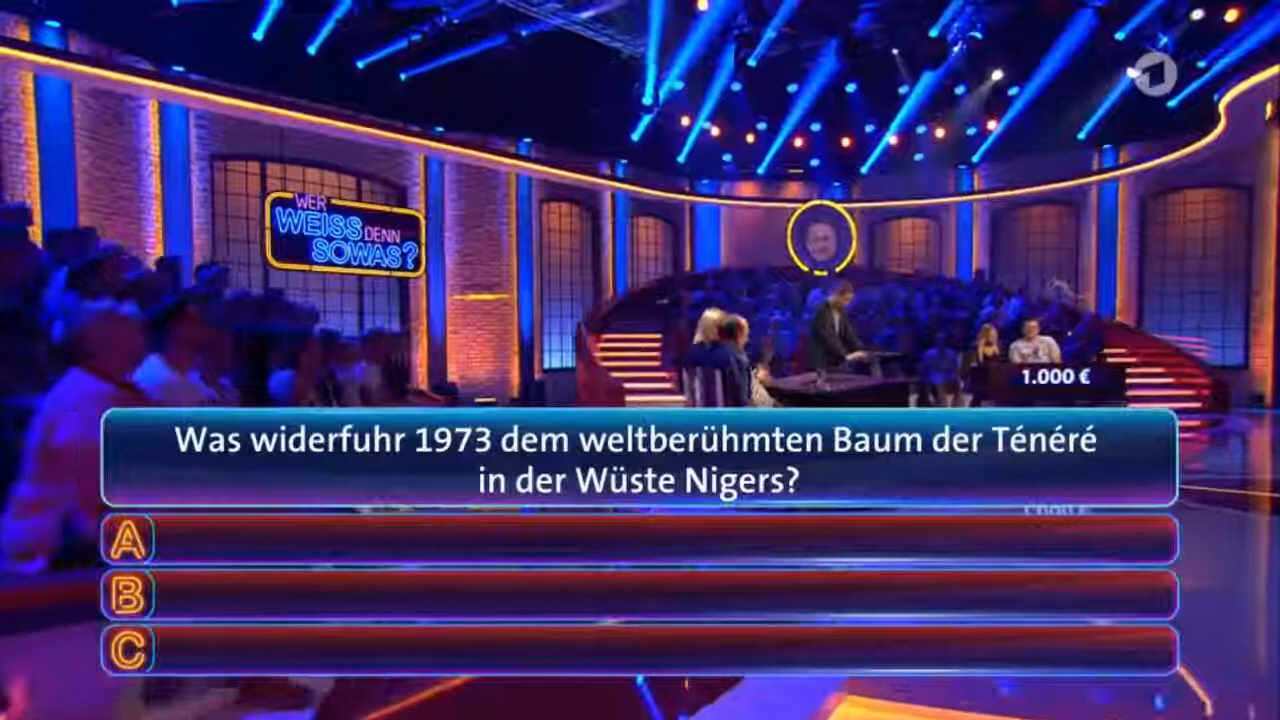 WER
WEISS DENN
SOWAS?
1.000 €
Was widerfuhr 1973 dem weltberühmten Baum der Ténéré
in der Wüste Nigers?
A
B
C